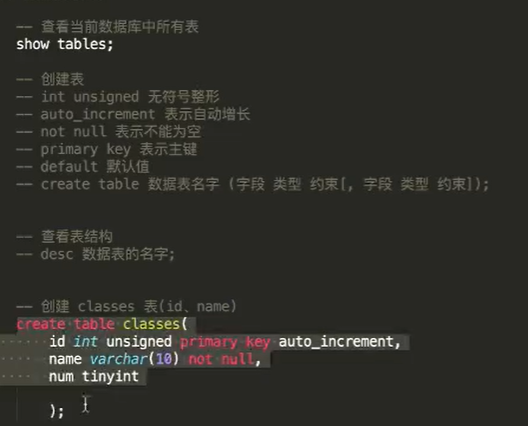 -- 查看当前数据库中所有表
show tables;
-- 创建表
-- int unsigned 无符号整形
-- auto_increment 表示自动增长
-- not null 表示不能为空
-- primary key 表示主键
-- default 默认值
-- create table 数据表名字 (字段 类型 约束[, 字段 类型 约束]);
-- 查看表结构
-- desc 数据表的名字;
-- 创建 classes 表(id、name)
create table classes(
id int unsigned primary key auto_increment,
name varchar(10) not null,
num tinyint
);